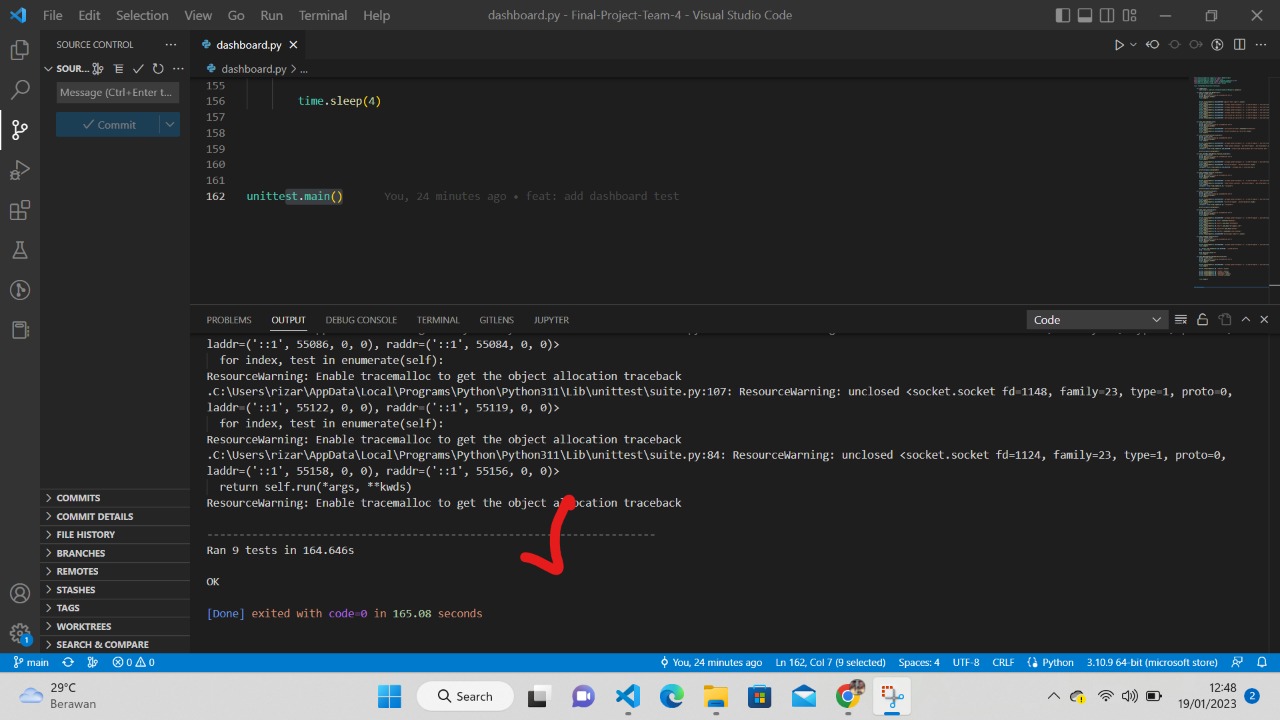 File Edit Selection View Go Run Terminal Help
dashboard.py - Final-Project-Team-4 - Visual Studio Code
SOURCE CONTROL
SOUR...
Message (Ctrl+Enter t...
Commit
COMMITS
COMMIT DETAILS
FILE HISTORY
BRANCHES
REMOTES
STASHES
TAGS
WORKTREES
SEARCH & COMPARE
dashboard.py
dashboard.py > ...
155
156 time.sleep(4)
157
158
159
160
161
162 unittest.main() You, 24 minutes ago • add dashboard test
PROBLEMS OUTPUT DEBUG CONSOLE TERMINAL GITLENS JUPYTER
Code
laddr=('::1', 55086, 0, 0), raddr=('::1', 55084, 0, 0)>
for index, test in enumerate(self):
ResourceWarning: Enable tracemalloc to get the object allocation traceback
.C:\Users\rizar\AppData\Local\Programs\Python\Python311\Lib\unittest\suite.py:107: ResourceWarning: unclosed <socket.socket fd=1148, family=23, type=1, proto=0,
laddr=('::1', 55122, 0, 0), raddr=('::1', 55119, 0, 0)>
for index, test in enumerate(self):
ResourceWarning: Enable tracemalloc to get the object allocation traceback
.C:\Users\rizar\AppData\Local\Programs\Python\Python311\Lib\unittest\suite.py:84: ResourceWarning: unclosed <socket.socket fd=1124, family=23, type=1, proto=0,
laddr=('::1', 55158, 0, 0), raddr=('::1', 55156, 0, 0)>
return self.run(*args, **kwds)
ResourceWarning: Enable tracemalloc to get the object allocation traceback
----------------------------------------------------------------------
Ran 9 tests in 164.646s
OK
[Done] exited with code=0 in 165.08 seconds
main 0 0 You, 24 minutes ago Ln 162, Col 7 (9 selected) Spaces: 4 UTF-8 CRLF Python 3.10.9 64-bit (microsoft store)
1
29°C
Berawan
Search
12:48
19/01/2023
2